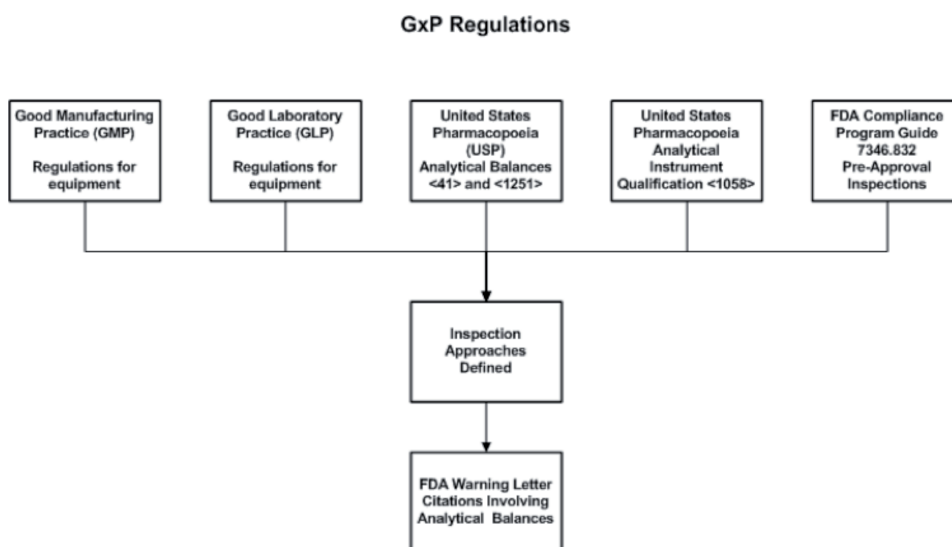 GxP Regulations
Good Manufacturing
Practice (GMP)
Regulations for
equipment
Good Laboratory
Practice (GLP)
Regulations for
equipment
United States
Pharmacopoeia
(USP)
Analytical Balances
<41> and <1251>
United States
Pharmacopoeia
Analytical
Instrument
Qualification <1058>
FDA Compliance
Program Guide
7346.832
Pre-Approval
Inspections
Inspection
Approaches
Defined
FDA Warning Letter
Citations Involving
Analytical Balances